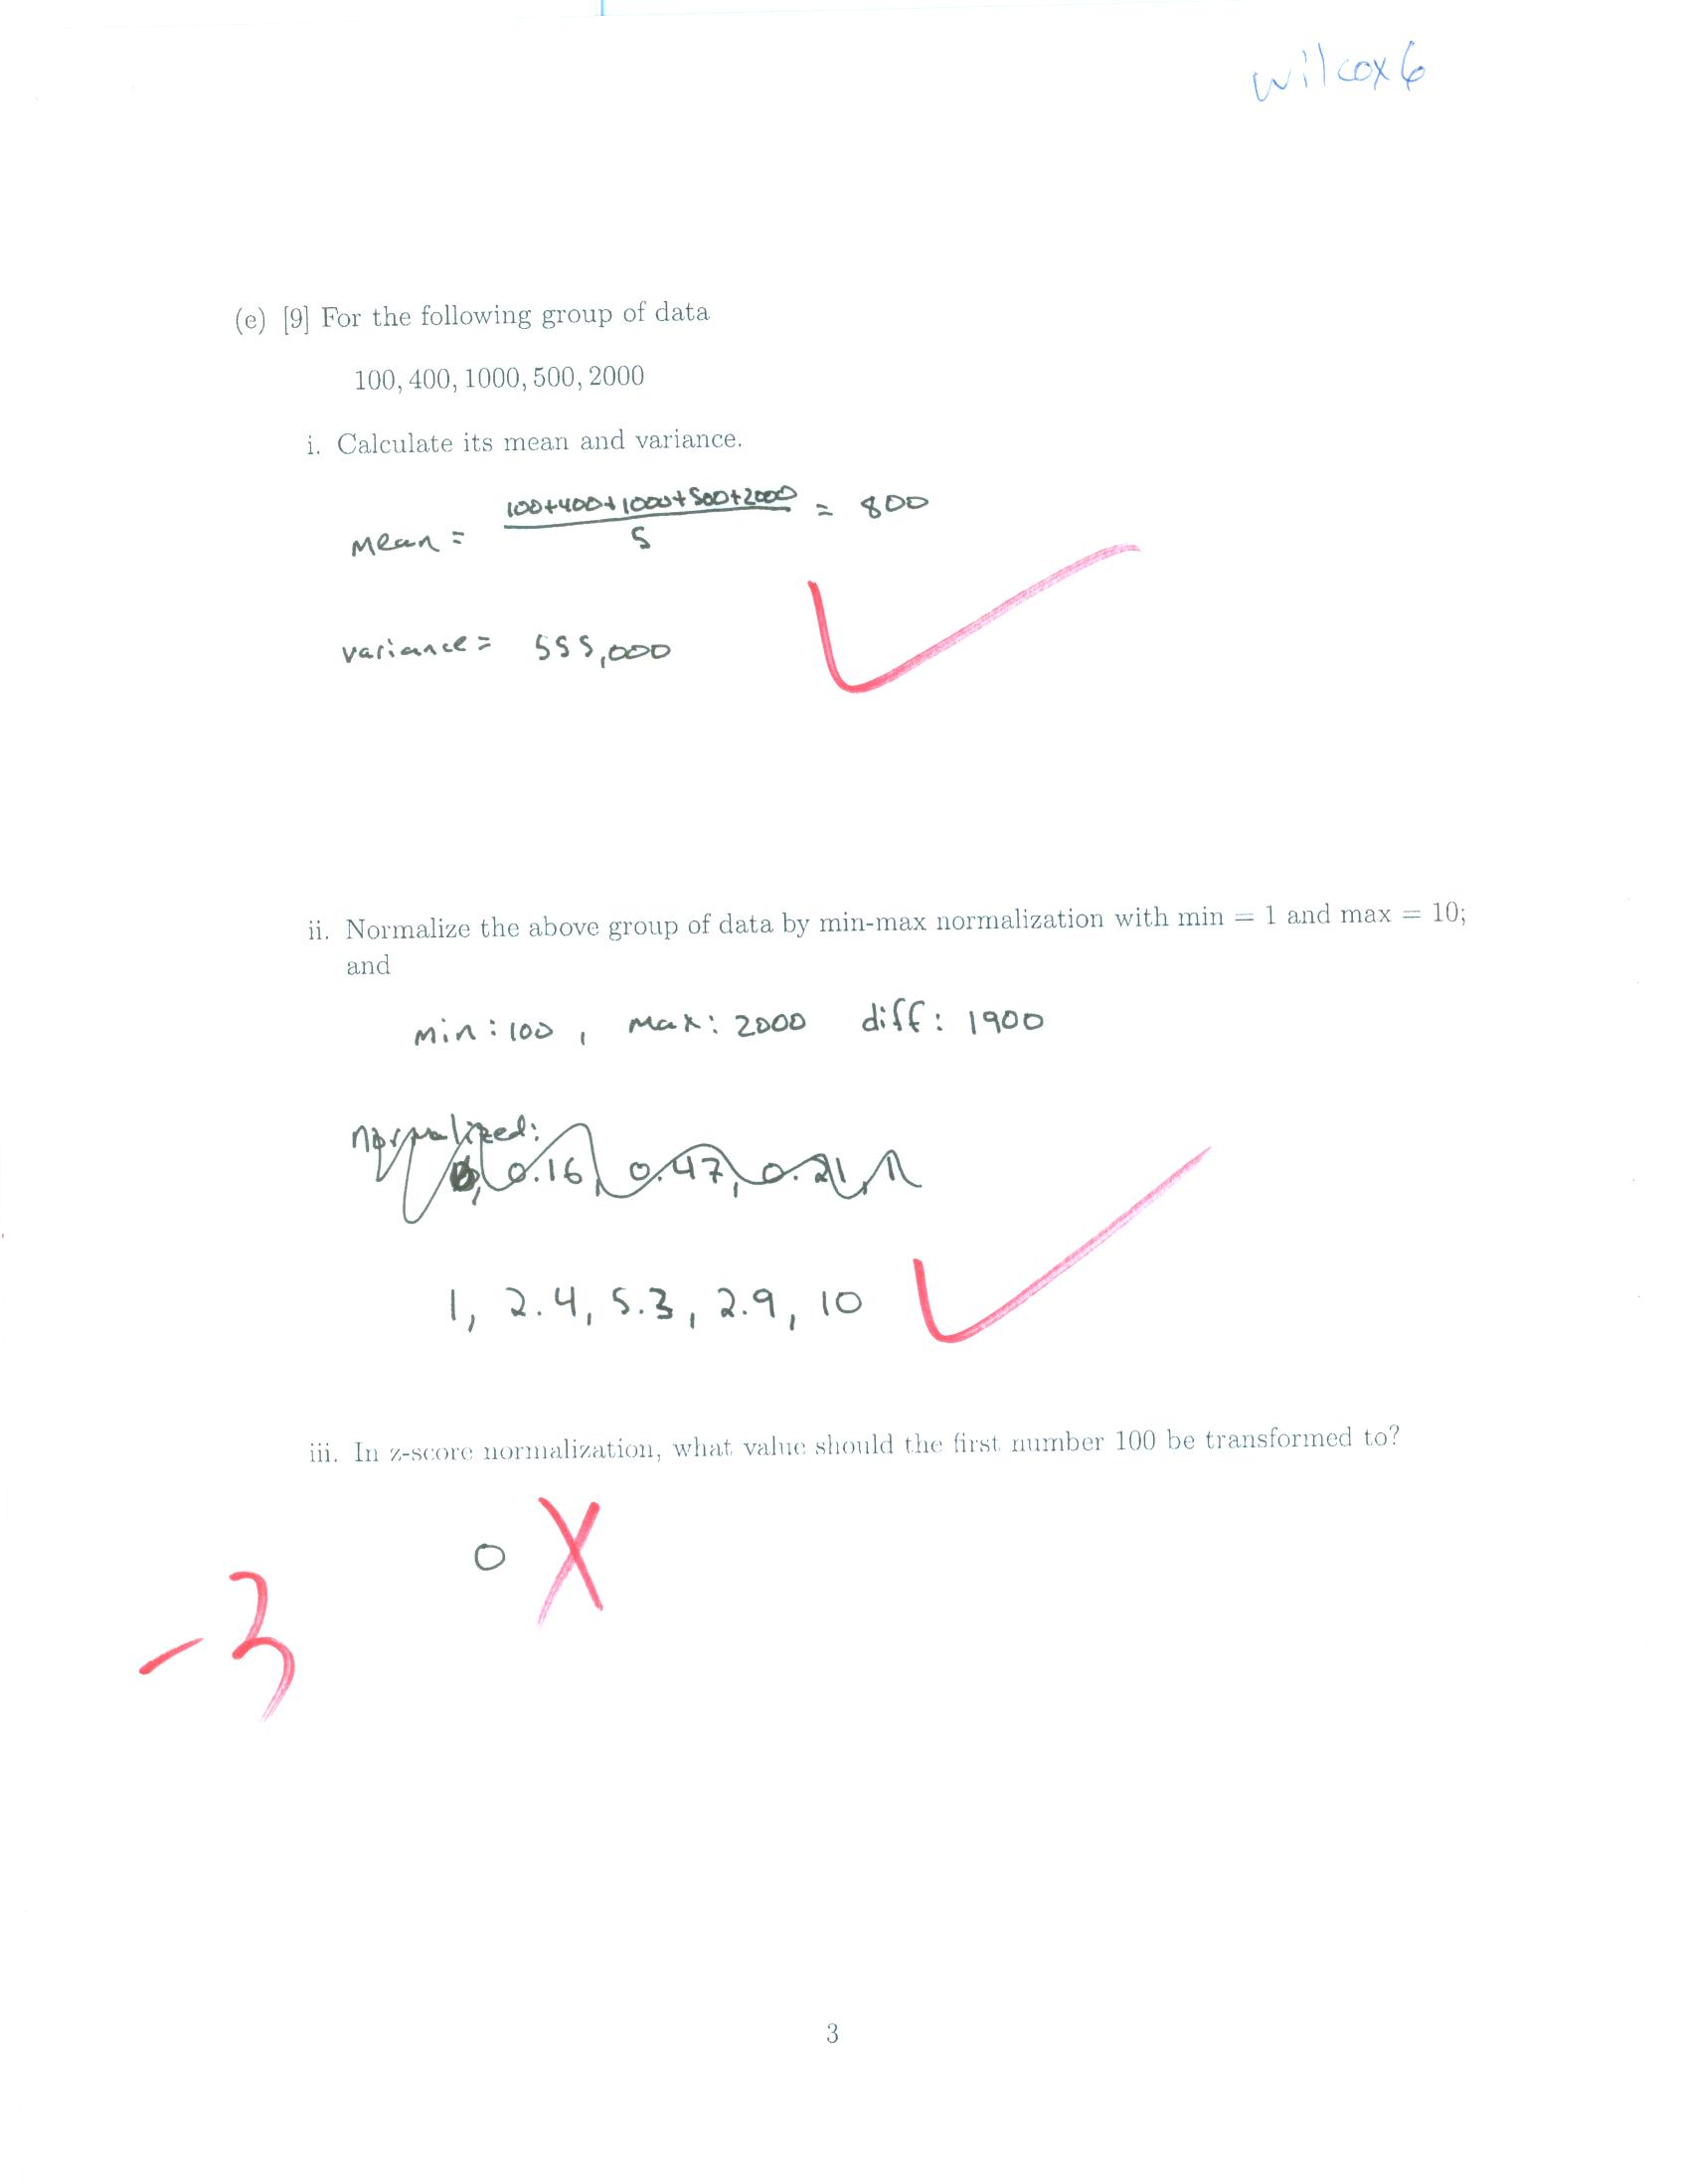 wilcox6
(e) [9] For the following group of data
100, 400, 1000, 500, 2000
i. Calculate its mean and variance.
mean = 100+400+1000+500+2000 / 5 = 800
variance = 555,000
ii. Normalize the above group of data by min-max normalization with min = 1 and max = 10;
and
min: 100, max: 2000 diff: 1900
normalized:
0, 0.16, 0.47, 0.21, 1
1, 2.4, 5.3, 2.9, 10
iii. In z-score normalization, what value should the first number 100 be transformed to?
0 X
-3
3